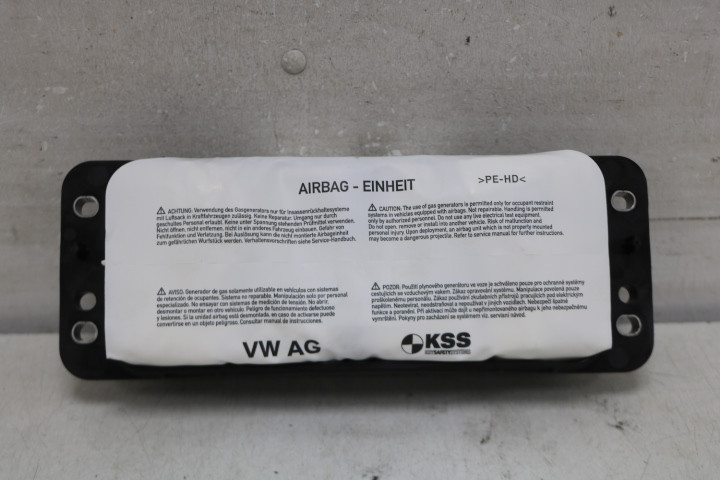 AIRBAG - EINHEIT
>PE-HD<
ACHTUNG. Verwendung des Gasgenerators nur für Insassenrückhaltesysteme
mit Luftsack in Kraftfahrzeugen zulässig. Keine Reparatur. Umgang nur durch
geschultes Personal erlaubt. Keine unter Spannung stehenden Prüfmittel verwenden.
Nicht öffnen, nicht entfernen, nicht in ein anderes Fahrzeug einbauen. Gefahr von
Fehlfunktion und Verletzung. Bei Auslösung kann die nicht montierte Airbageinheit
zum gefährlichen Wurfstück werden. Verhaltensvorschriften siehe Service-Handbuch.
CAUTION. The use of gas generators is permitted only for occupant restraint
systems in vehicles equipped with airbags. Not repairable. Handling is permitted
only by authorized personnel. Do not use any live electrical test equipment.
Do not open, remove or install into another vehicle. Risk of malfunction and
personal injury. Upon deployment, an airbag unit which is not properly mounted
may become a dangerous projectile. Refer to service manual for further instructions.
AVISO. Generador de gas solamente utilizable en vehículos con sistemas
de retención de ocupantes. Sistema no reparable. Manipulación solo por personal
especializado. No ensayar con sistemas de medición de tensión. No abrir,
desmontar o montar en otro vehículo. Peligro de funcionamiento defectuoso
y lesiones. Si la unidad airbag está desmontada, en caso de activarse puede
convertirse en un objeto peligroso. Consultar manual de instrucciones.
POZOR. Použití plynového generátoru ve voze je schváleno pouze pro ochranné systémy
cestujících se vzduchovým vakem. Zákaz opravování systému. Manipulace povolena pouze
proškolenému personálu. Zákaz používání zkušebních přístrojů pracujících pod elektrickým
napětím. Neotevírat, neodstraňovat a nepoužívat v jiných vozidlech. Nebezpečí špatné
funkce a poranění. Při aktivaci může dojít u nepřimontovaného airbagu k jeho nebezpečnému
vymrštění. Pokyny pro zacházení se systémem viz. servisní návod.
VW AG
KSS
SAFETY SYSTEMS